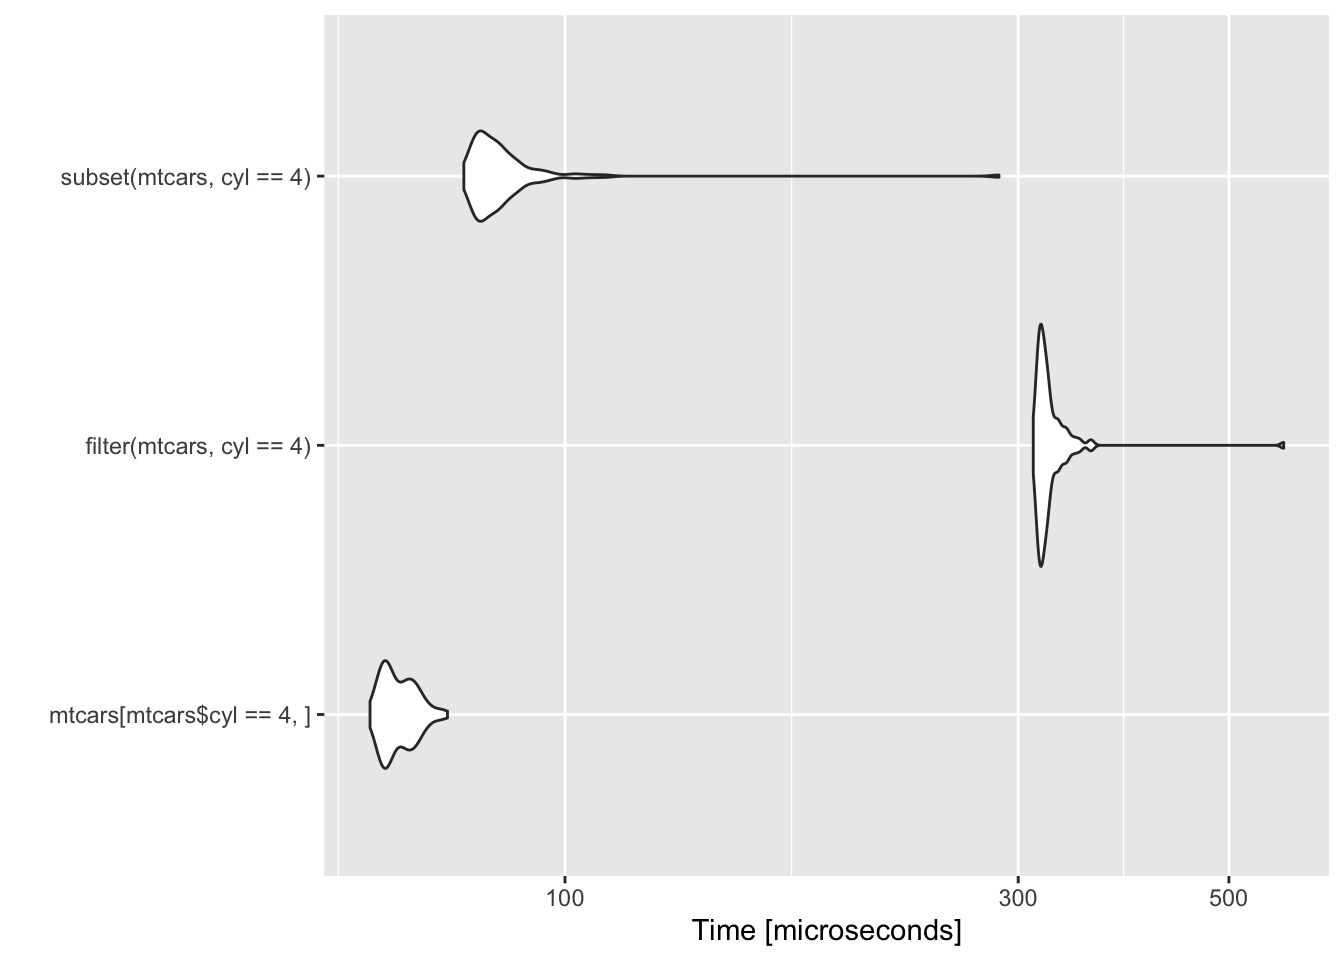 subset(mtcars, cyl == 4)
filter(mtcars, cyl == 4)
mtcars[mtcars$cyl == 4, ]
100 300 500
Time [microseconds]